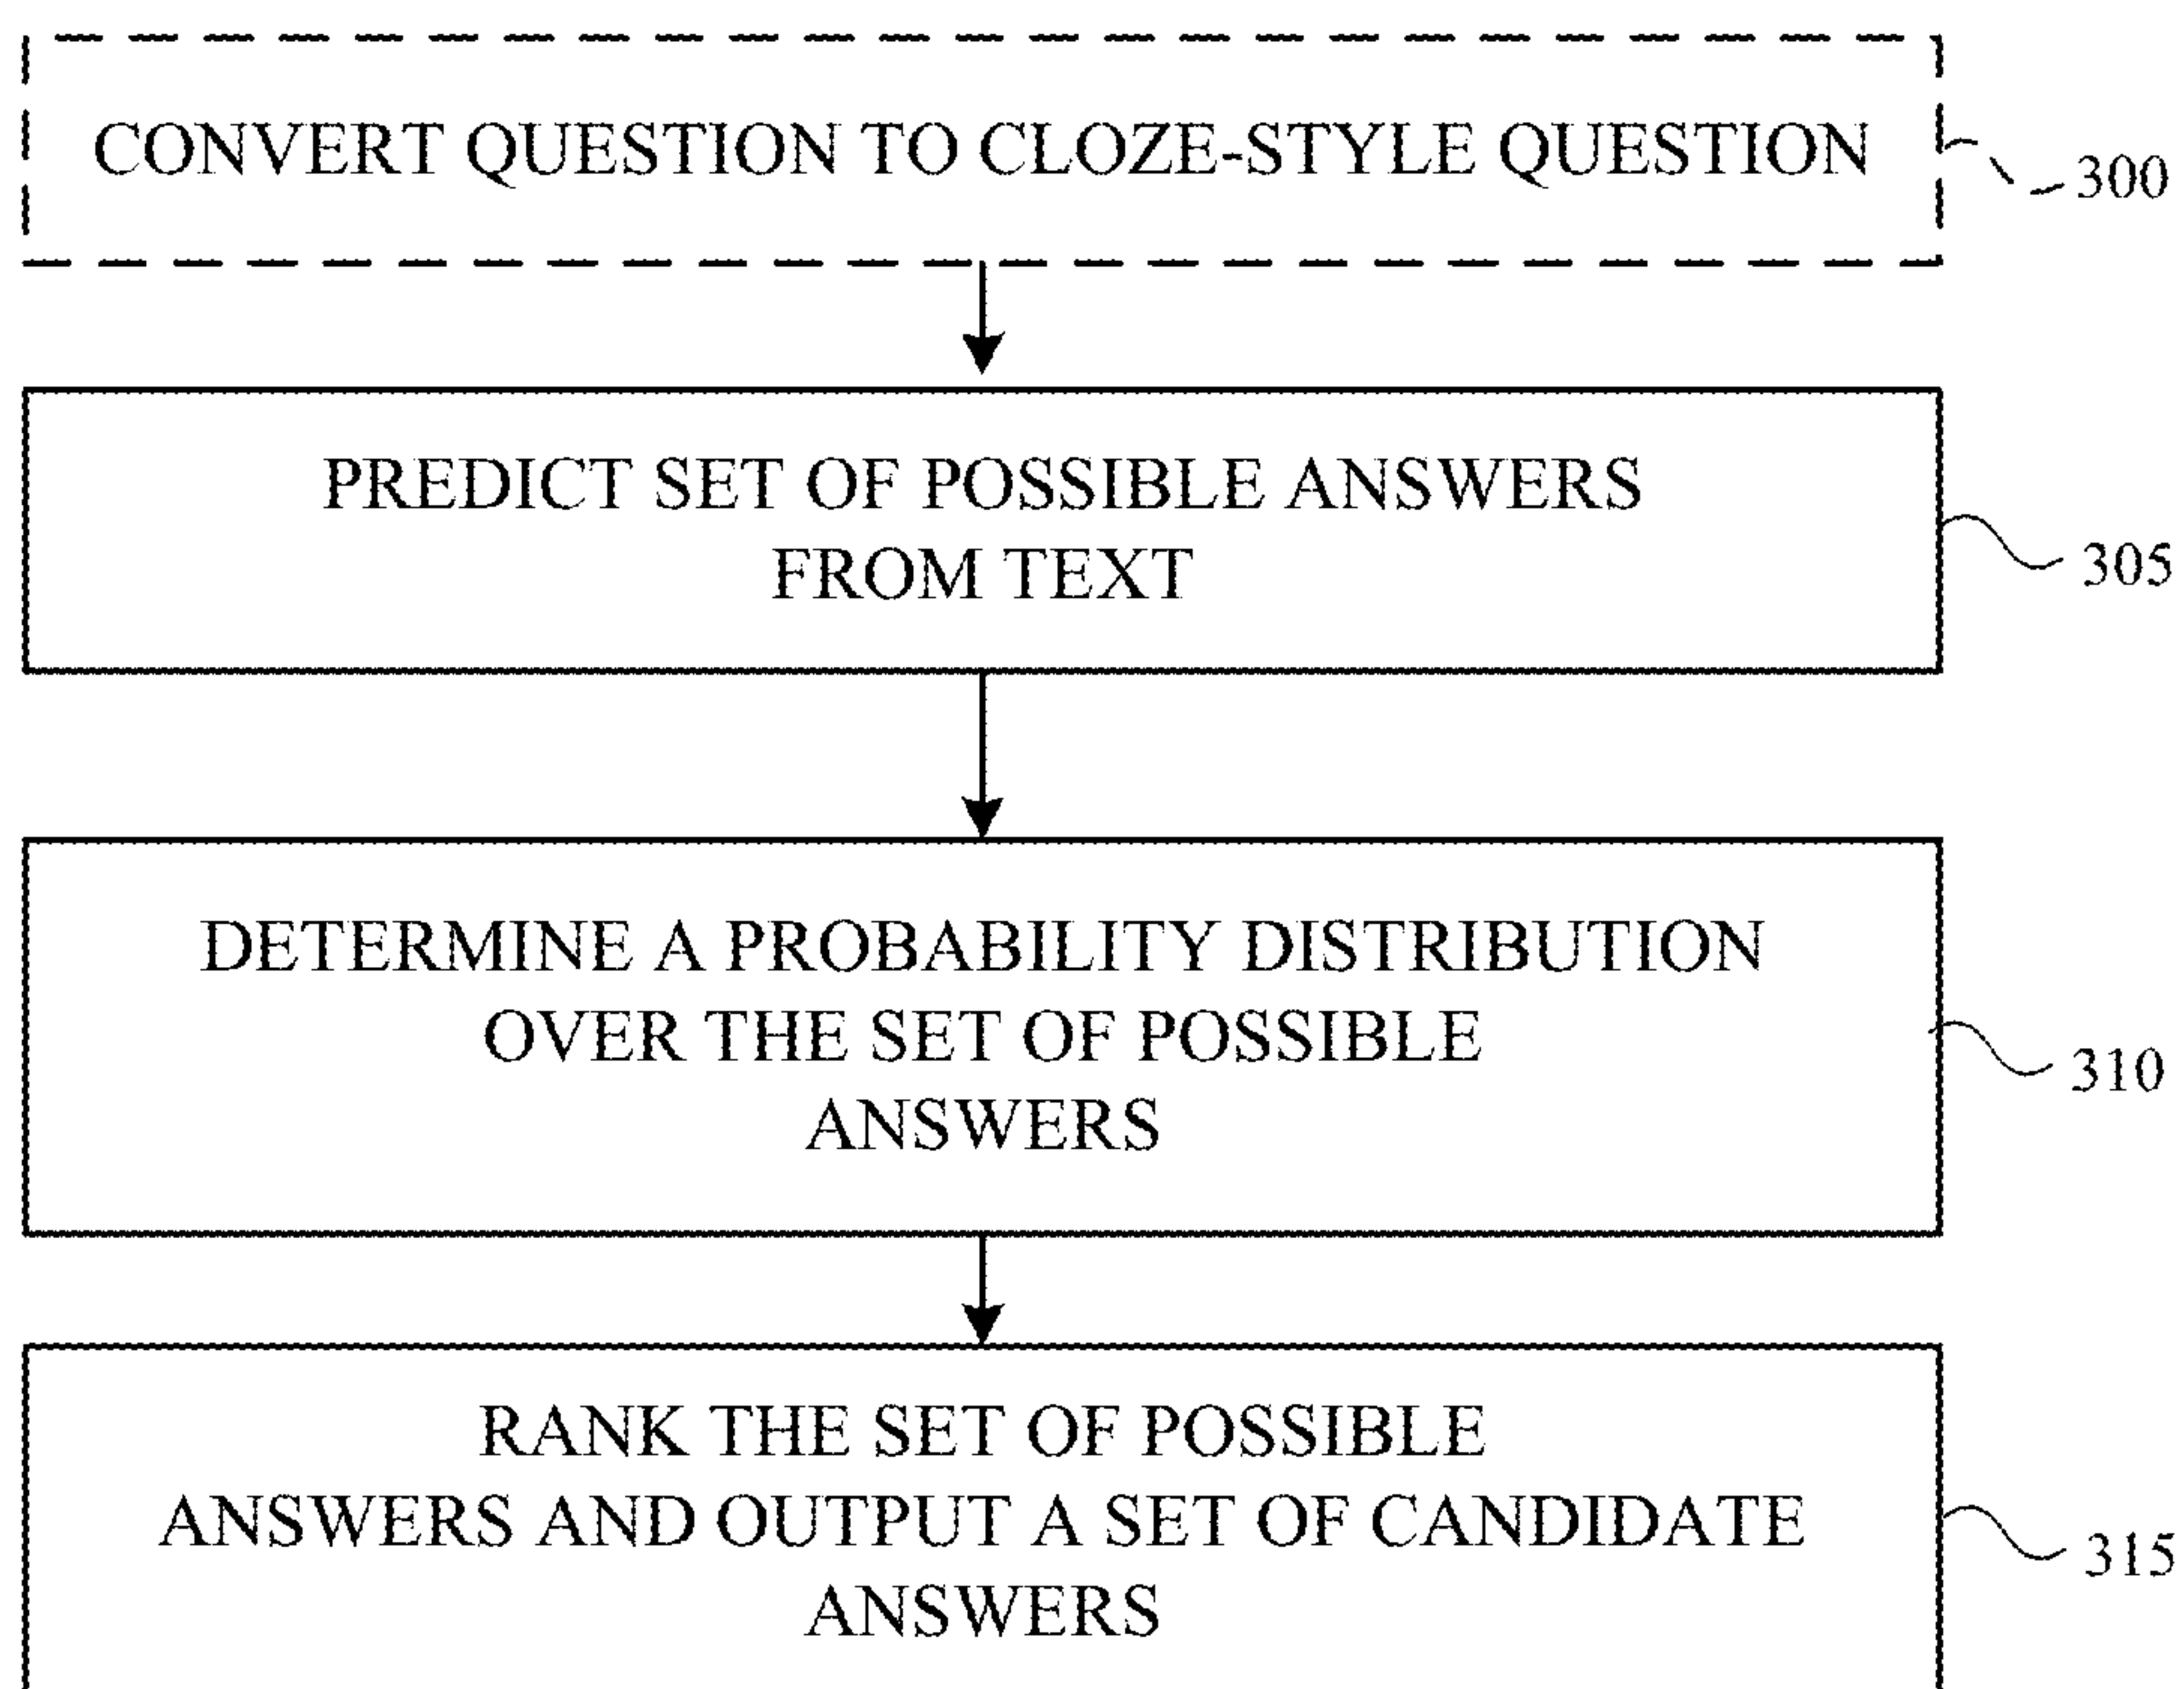 CONVERT QUESTION TO CLOZE-STYLE QUESTION
300
PREDICT SET OF POSSIBLE ANSWERS
FROM TEXT
305
DETERMINE A PROBABILITY DISTRIBUTION
OVER THE SET OF POSSIBLE
ANSWERS
310
RANK THE SET OF POSSIBLE
ANSWERS AND OUTPUT A SET OF CANDIDATE
ANSWERS
315